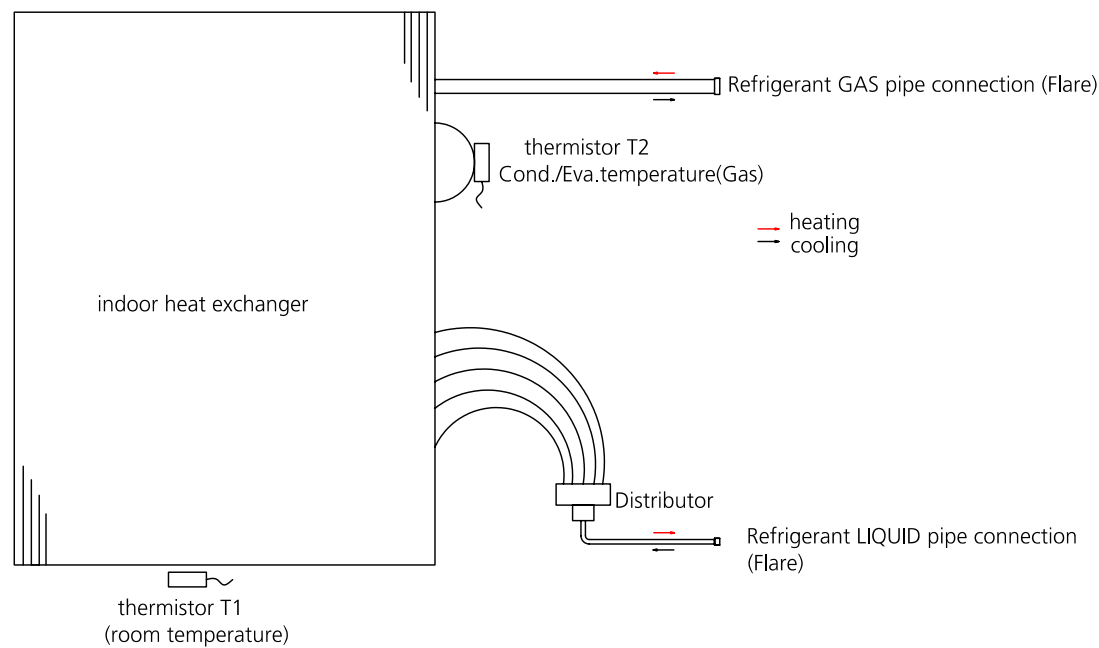 Refrigerant GAS pipe connection (Flare)
thermistor T2
Cond./Eva.temperature(Gas)
heating
cooling
indoor heat exchanger
Distributor
Refrigerant LIQUID pipe connection
(Flare)
thermistor T1
(room temperature)